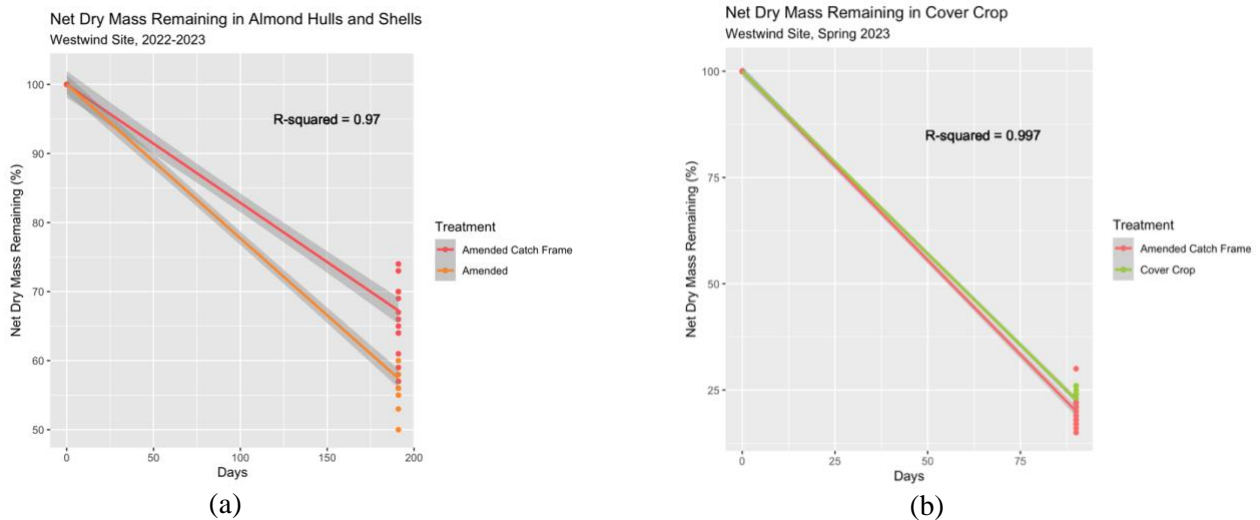 Net Dry Mass Remaining in Almond Hulls and Shells
Westwind Site, 2022-2023
R-squared = 0.97
100
90
80
70
60
50
Net Dry Mass Remaining (%)
0
50
100
150
200
Days
Treatment
Amended Catch Frame
Amended
(a)
Net Dry Mass Remaining in Cover Crop
Westwind Site, Spring 2023
R-squared = 0.997
100
75
50
25
Net Dry Mass Remaining (%)
0
25
50
75
Days
Treatment
Amended Catch Frame
Cover Crop
(b)